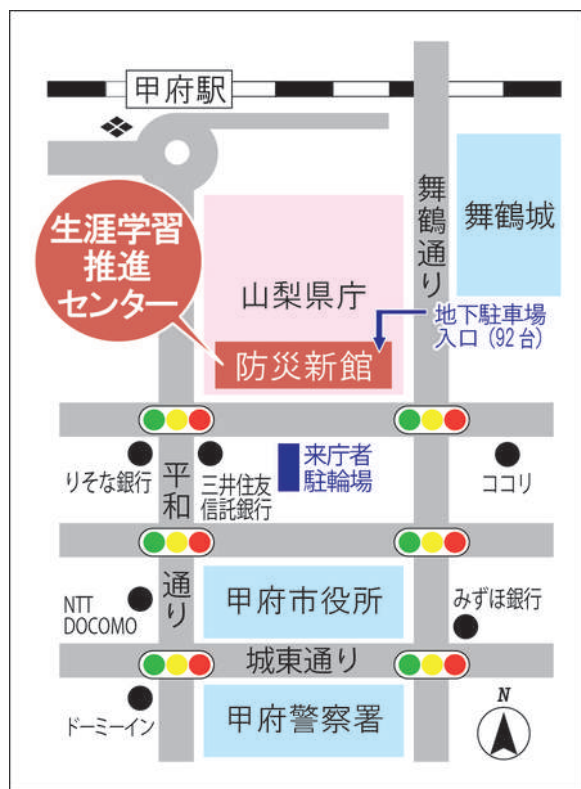 甲府駅
生涯学習
推進
センター
山梨県庁
防災新館
舞鶴通り
舞鶴城
地下駐車場
入口（92台）
りそな銀行
平和通り
三井住友
信託銀行
来庁者
駐輪場
ココリ
NTT
DOCOMO
甲府市役所
みずほ銀行
城東通り
ドーミーイン
甲府警察署
N